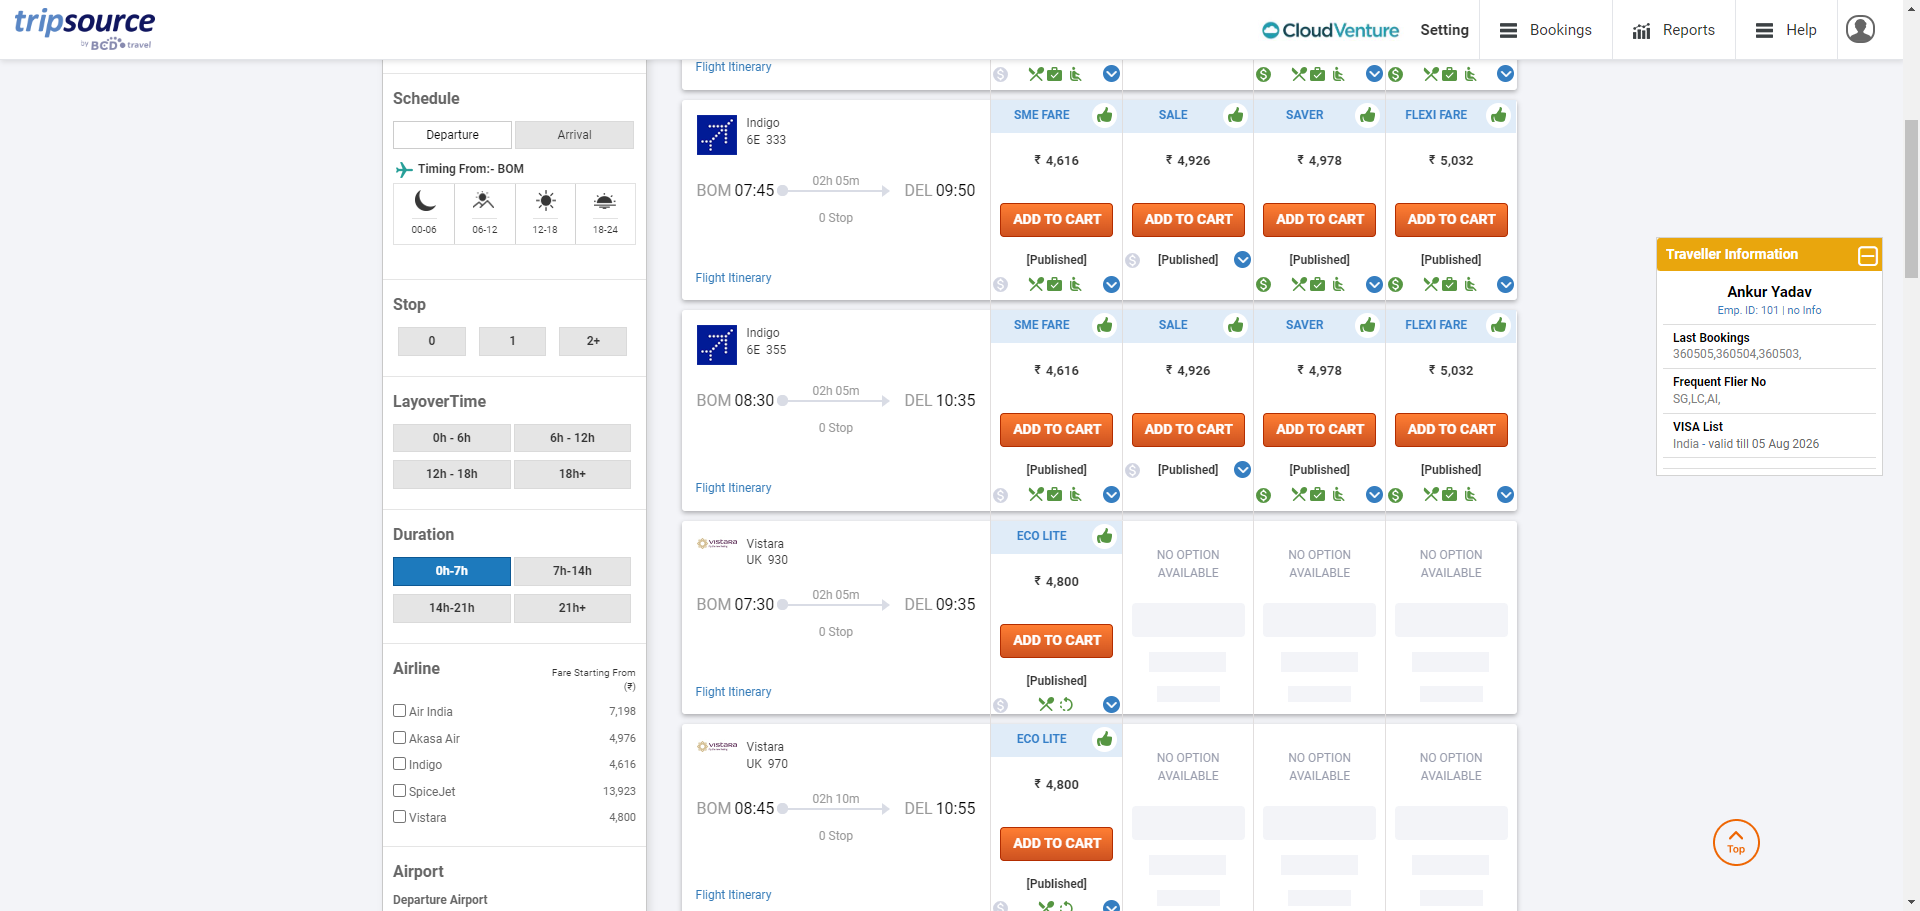 tripsource
by BCD travel
CloudVenture
Setting
Bookings
Reports
Help
Schedule
Departure
Arrival
Timing From:- BOM
00-06
06-12
12-18
18-24
Stop
0
1
2+
LayoverTime
0h - 6h
6h - 12h
12h - 18h
18h+
Duration
0h-7h
7h-14h
14h-21h
21h+
Airline
Fare Starting From
(₹)
Air India 7,198
Akasa Air 4,976
Indigo 4,616
SpiceJet 13,923
Vistara 4,800
Airport
Departure Airport
Flight Itinerary
Indigo
6E 333
BOM 07:45
02h 05m
DEL 09:50
0 Stop
Flight Itinerary
SME FARE
₹ 4,616
ADD TO CART
[Published]
SALE
₹ 4,926
ADD TO CART
[Published]
SAVER
₹ 4,978
ADD TO CART
[Published]
FLEXI FARE
₹ 5,032
ADD TO CART
[Published]
Indigo
6E 355
BOM 08:30
02h 05m
DEL 10:35
0 Stop
Flight Itinerary
SME FARE
₹ 4,616
ADD TO CART
[Published]
SALE
₹ 4,926
ADD TO CART
[Published]
SAVER
₹ 4,978
ADD TO CART
[Published]
FLEXI FARE
₹ 5,032
ADD TO CART
[Published]
VISTARA
Vistara
UK 930
BOM 07:30
02h 05m
DEL 09:35
0 Stop
Flight Itinerary
ECO LITE
₹ 4,800
ADD TO CART
[Published]
NO OPTION
AVAILABLE
NO OPTION
AVAILABLE
NO OPTION
AVAILABLE
VISTARA
Vistara
UK 970
BOM 08:45
02h 10m
DEL 10:55
0 Stop
Flight Itinerary
ECO LITE
₹ 4,800
ADD TO CART
[Published]
NO OPTION
AVAILABLE
NO OPTION
AVAILABLE
NO OPTION
AVAILABLE
Traveller Information
Ankur Yadav
Emp. ID: 101 | no Info
Last Bookings
360505,360504,360503,
Frequent Flier No
SG,LC,AI,
VISA List
India - valid till 05 Aug 2026
Top